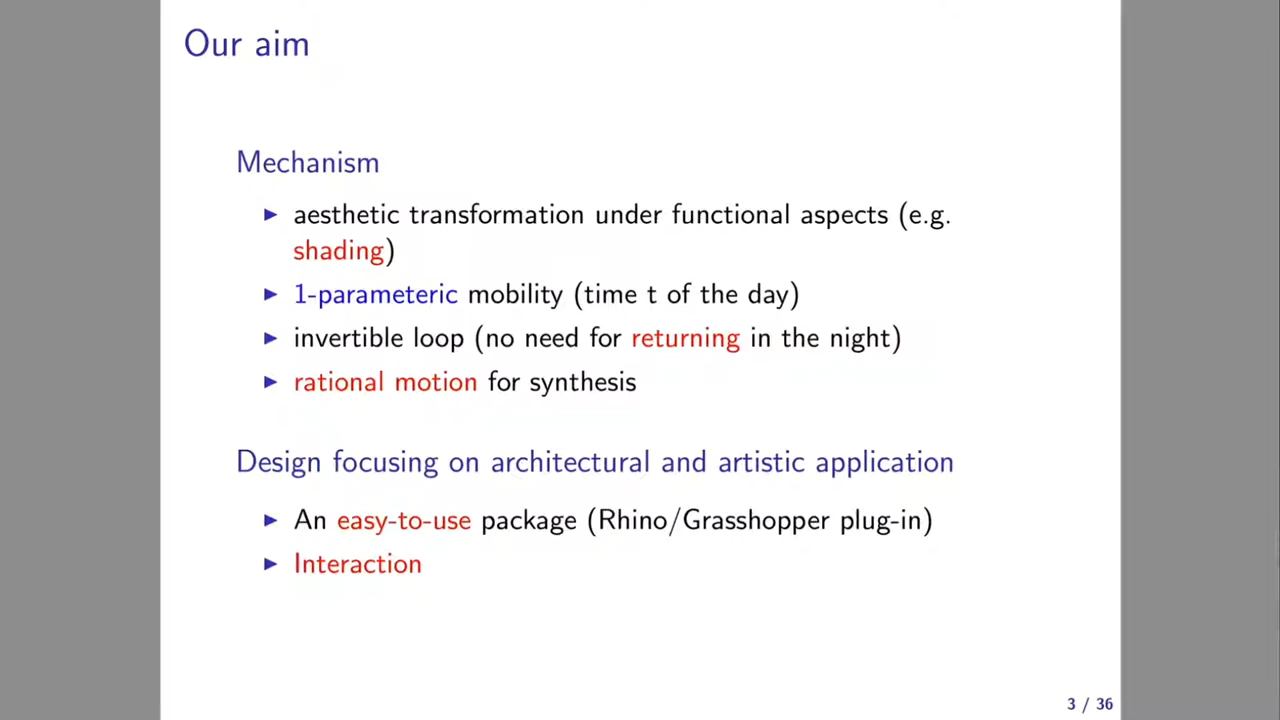 Our aim
Mechanism
▶ aesthetic transformation under functional aspects (e.g.
shading)
▶ 1-parameteric mobility (time t of the day)
▶ invertible loop (no need for returning in the night)
▶ rational motion for synthesis
Design focusing on architectural and artistic application
▶ An easy-to-use package (Rhino/Grasshopper plug-in)
▶ Interaction
3 / 36